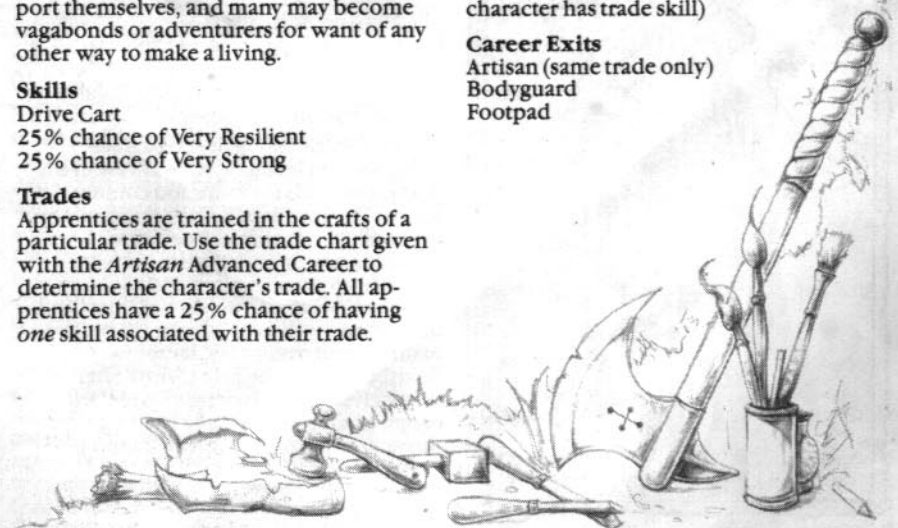 port themselves, and many may become
vagabonds or adventurers for want of any
other way to make a living.
Skills
Drive Cart
25% chance of Very Resilient
25% chance of Very Strong
Trades
Apprentices are trained in the crafts of a
particular trade. Use the trade chart given
with the Artisan Advanced Career to
determine the character's trade. All ap-
prentices have a 25% chance of having
one skill associated with their trade.
character has trade skill)
Career Exits
Artisan (same trade only)
Bodyguard
Footpad